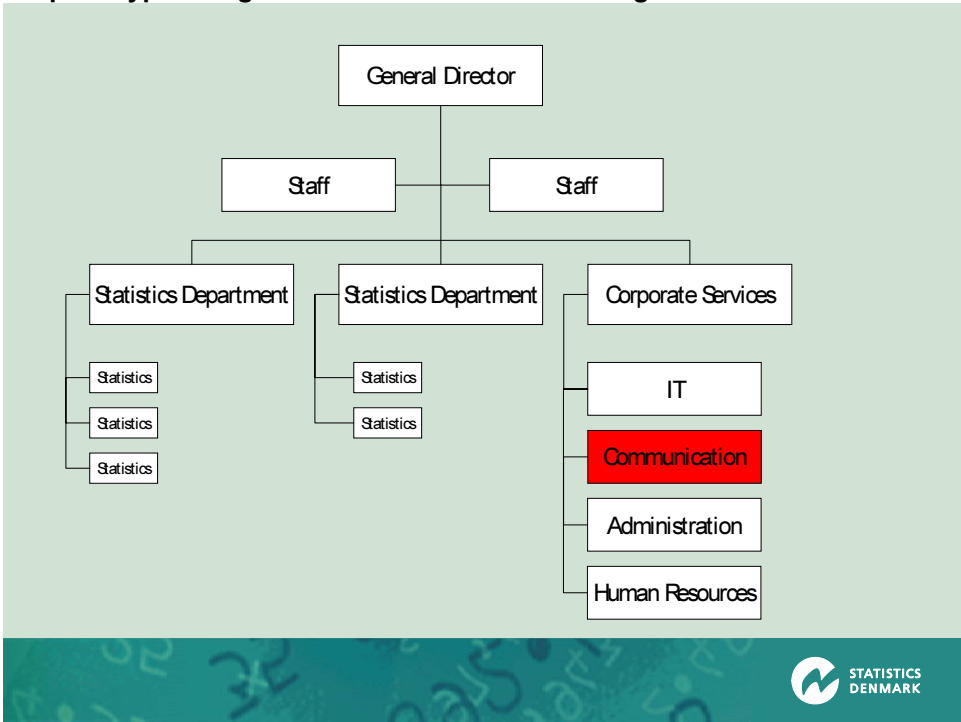 General Director
Staff
Staff
Statistics Department
Statistics Department
Corporate Services
Statistics
Statistics
Statistics
Statistics
Statistics
IT
Communication
Administration
Human Resources
STATISTICS
DENMARK